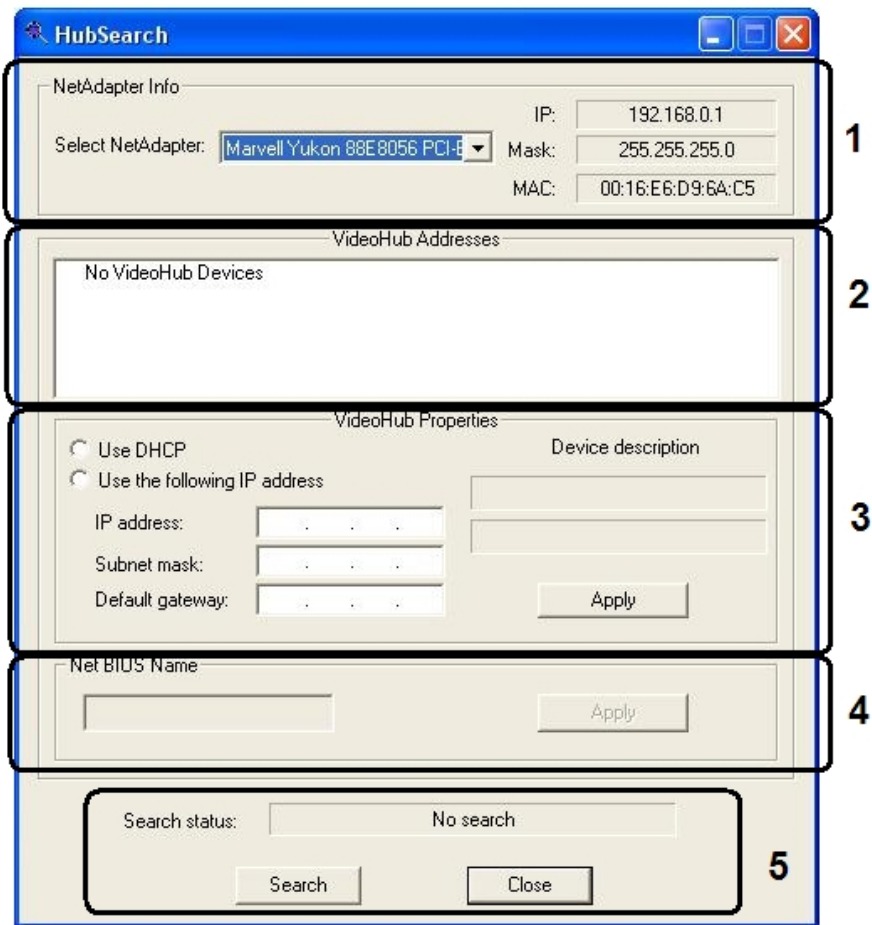 HubSearch
NetAdapter Info
IP: 192.168.0.1
Select NetAdapter: Marvell Yukon 88E8056 PCI-E Mask: 255.255.255.0
MAC: 00:16:E6:D9:6A:C5
1
VideoHub Addresses
No VideoHub Devices
2
VideoHub Properties
Use DHCP Device description
Use the following IP address
IP address: . . .
3
Subnet mask: . . .
Default gateway: . . . Apply
Net BIOS Name
Apply
4
Search status: No search
5
Search Close